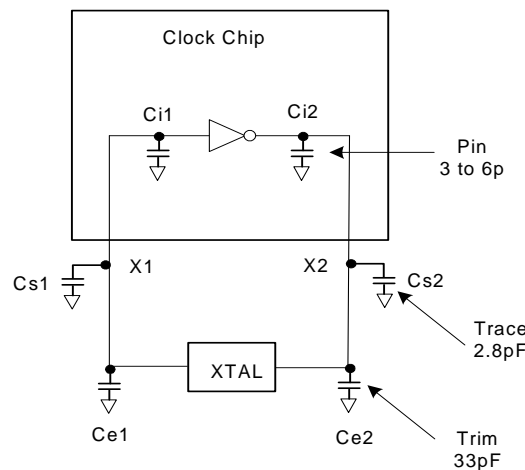 Clock Chip
Ci1
Ci2
Pin
3 to 6p
X1
X2
Cs1
Cs2
Trace
2.8pF
XTAL
Ce1
Ce2
Trim
33pF